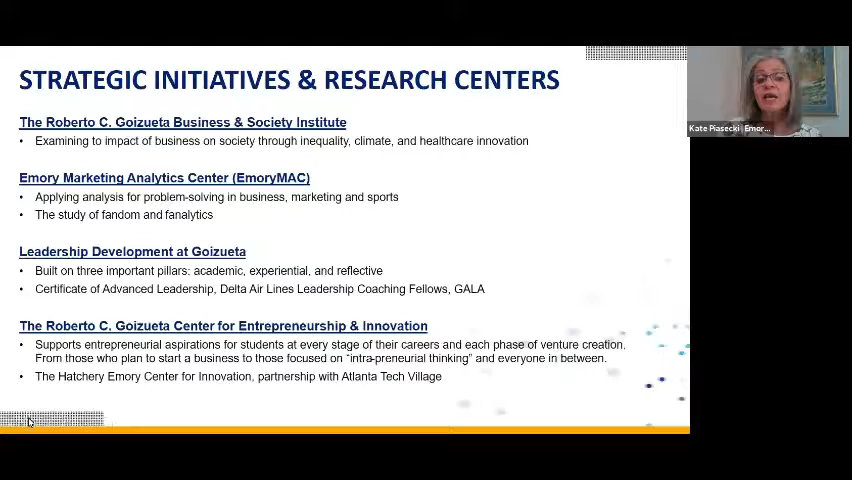 STRATEGIC INITIATIVES & RESEARCH CENTERS
Kate Piasecki | Emor...
The Roberto C. Goizueta Business & Society Institute
• Examining to impact of business on society through inequality, climate, and healthcare innovation
Emory Marketing Analytics Center (EmoryMAC)
• Applying analysis for problem-solving in business, marketing and sports
• The study of fandom and fanalytics
Leadership Development at Goizueta
• Built on three important pillars: academic, experiential, and reflective
• Certificate of Advanced Leadership, Delta Air Lines Leadership Coaching Fellows, GALA
The Roberto C. Goizueta Center for Entrepreneurship & Innovation
• Supports entrepreneurial aspirations for students at every stage of their careers and each phase of venture creation.
From those who plan to start a business to those focused on “intra-preneurial thinking” and everyone in between.
• The Hatchery Emory Center for Innovation, partnership with Atlanta Tech Village